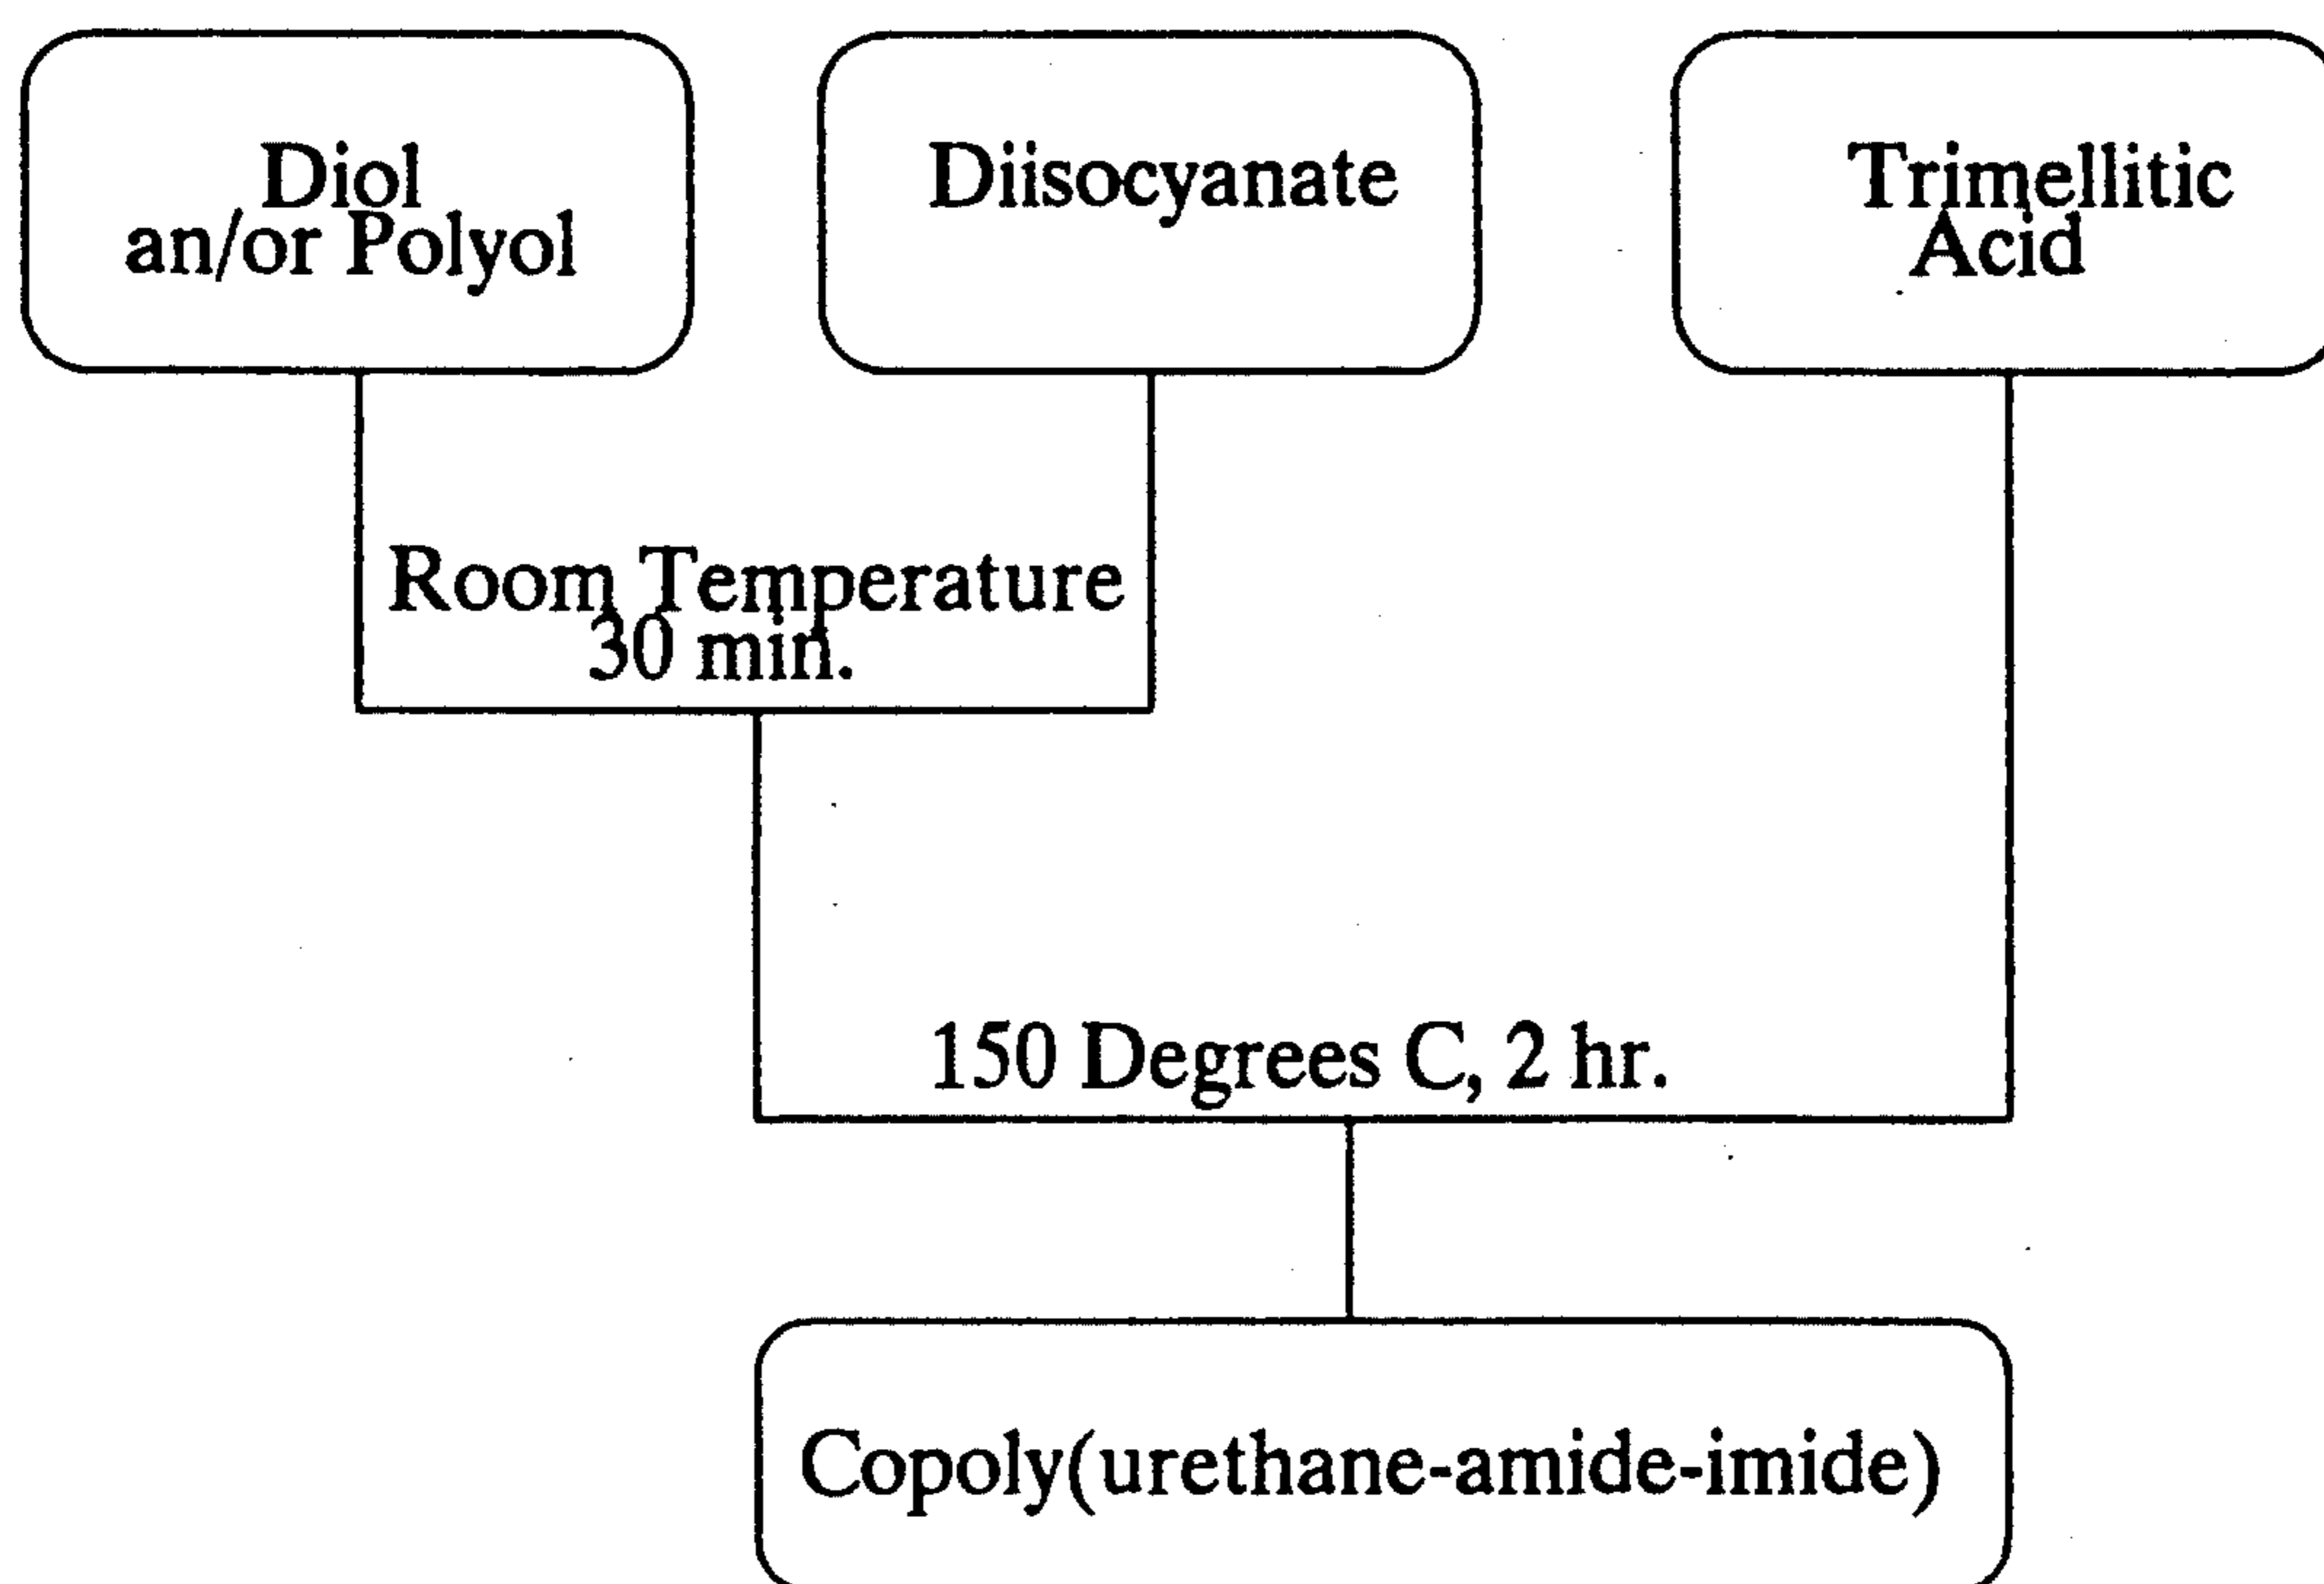 Diol
an/or Polyol
Diisocyanate
Trimellitic
Acid
Room Temperature
30 min.
150 Degrees C, 2 hr.
Copoly(urethane-amide-imide)